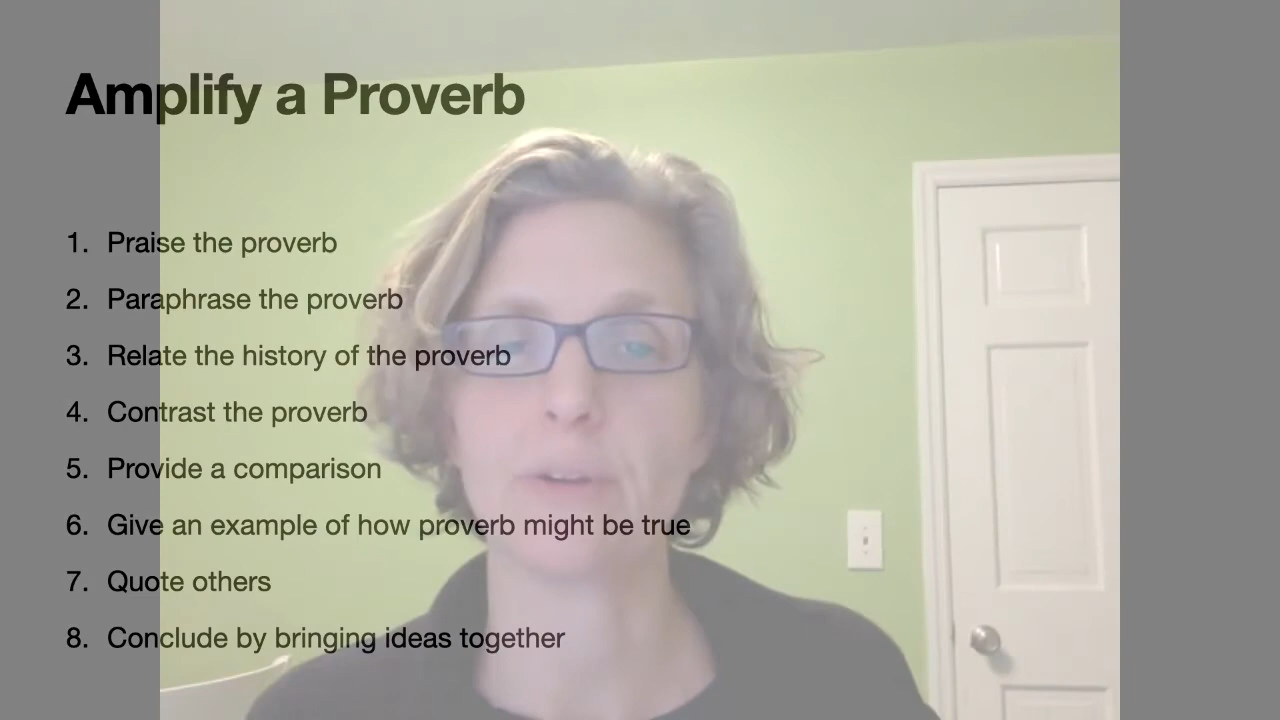 Amplify a Proverb
1. Praise the proverb
2. Paraphrase the proverb
3. Relate the history of the proverb
4. Contrast the proverb
5. Provide a comparison
6. Give an example of how proverb might be true
7. Quote others
8. Conclude by bringing ideas together